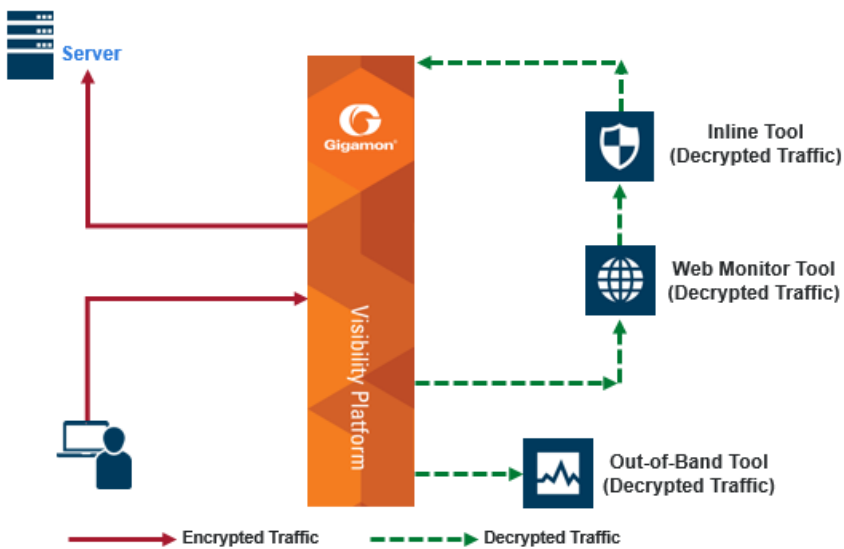 Server
Gigamon®
Inline Tool
(Decrypted Traffic)
Web Monitor Tool
(Decrypted Traffic)
Visibility Platform
Out-of-Band Tool
(Decrypted Traffic)
Encrypted Traffic
Decrypted Traffic